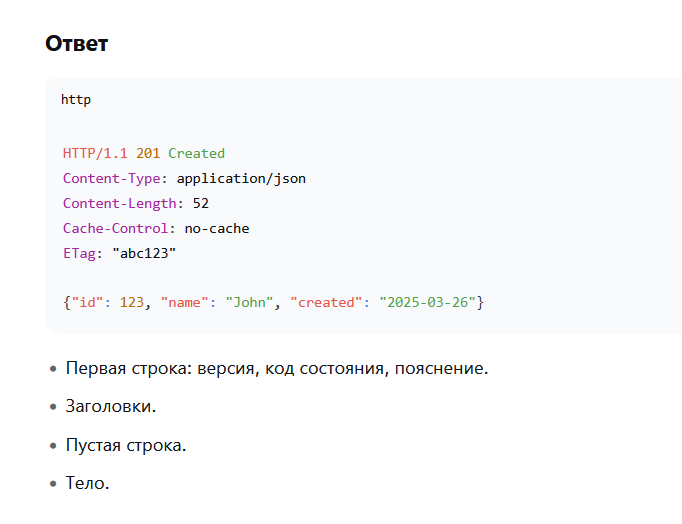 Ответ
http
HTTP/1.1 201 Created
Content-Type: application/json
Content-Length: 52
Cache-Control: no-cache
ETag: "abc123"
{"id": 123, "name": "John", "created": "2025-03-26"}
Первая строка: версия, код состояния, пояснение.
Заголовки.
Пустая строка.
Тело.